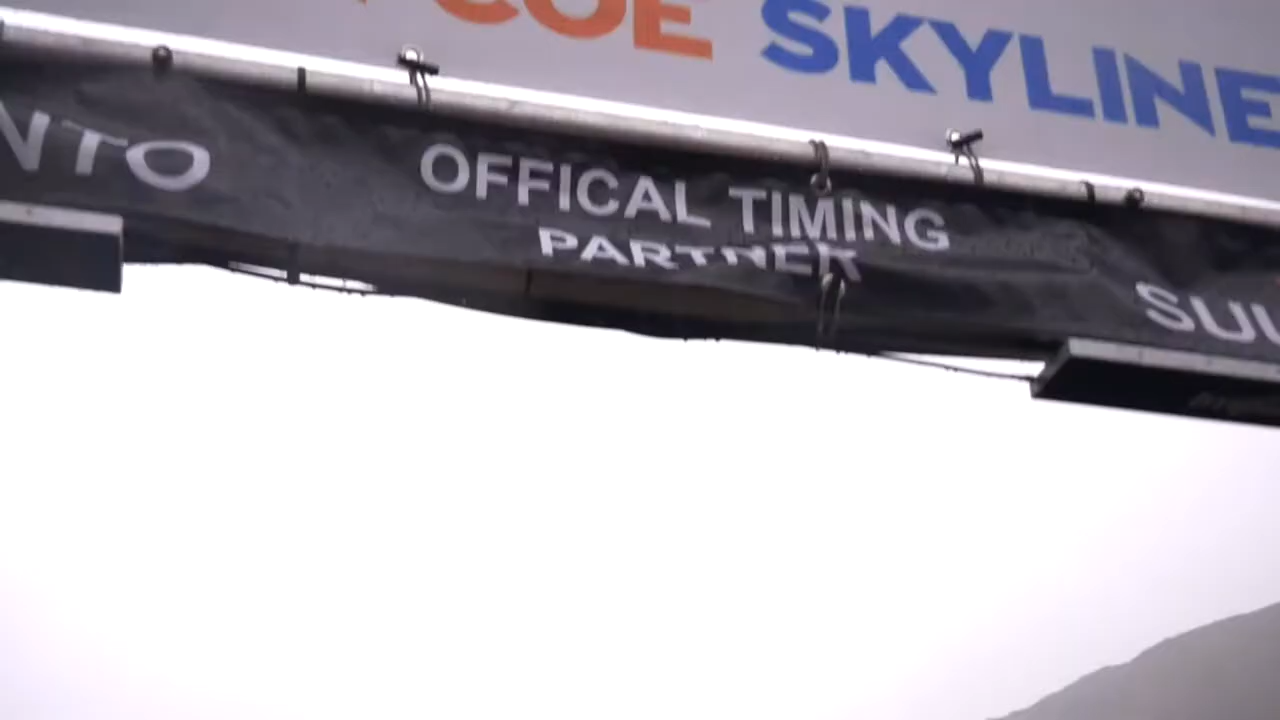 COE SKYLINE
NTO
OFFICAL TIMING
PARTNER
SUU